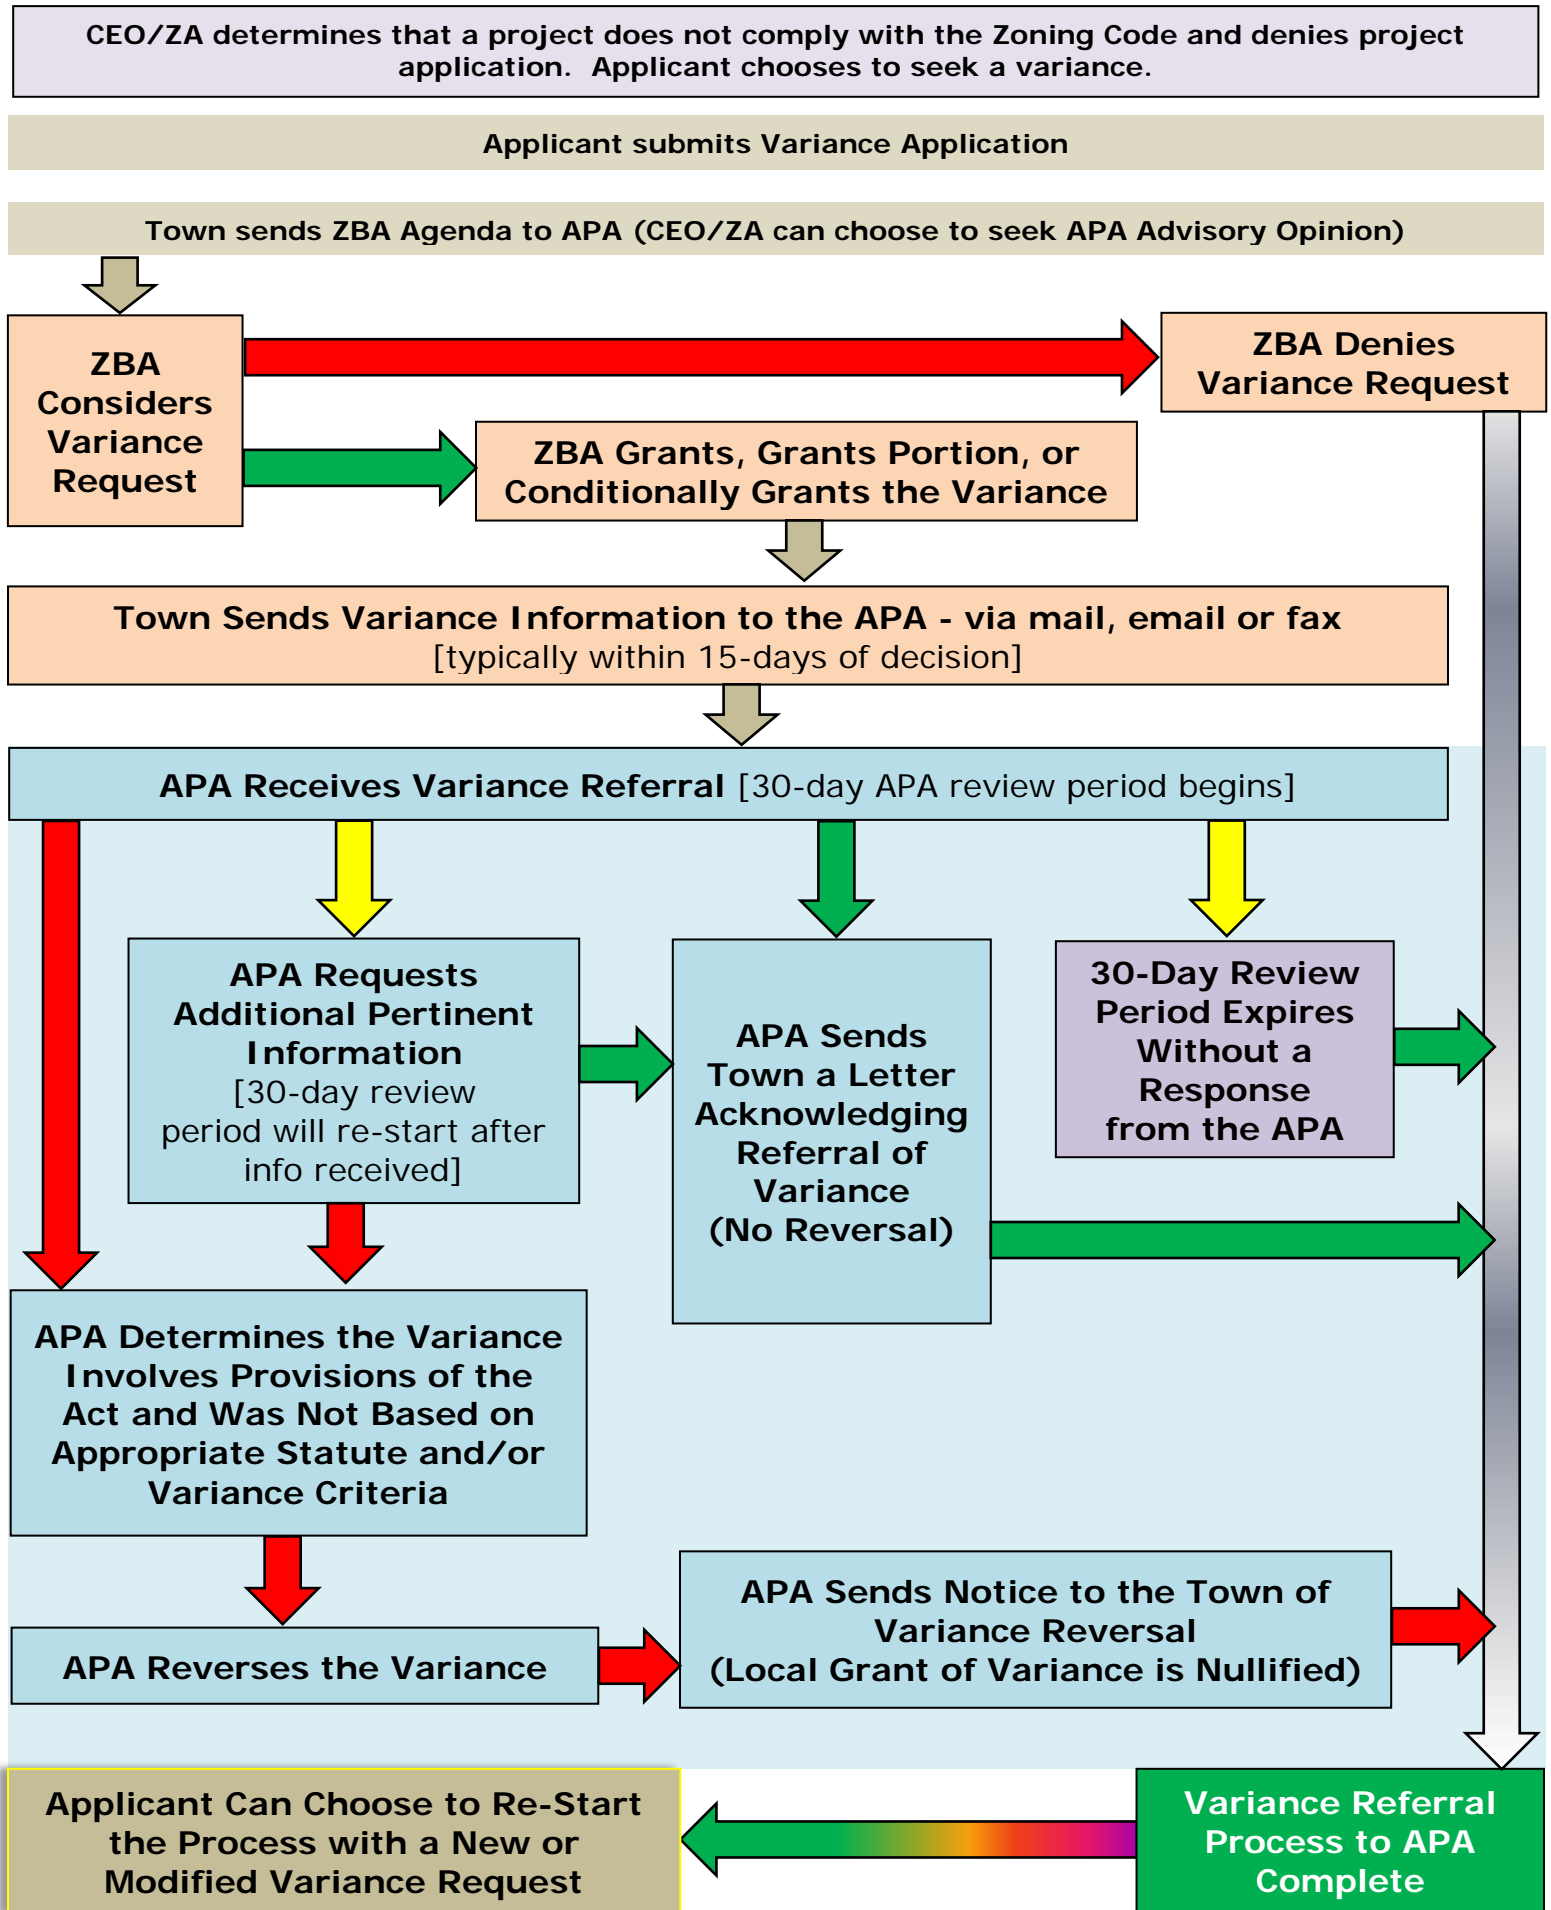 CEO/ZA determines that a project does not comply with the Zoning Code and denies project
application.  Applicant chooses to seek a variance.
Applicant submits Variance Application
Town sends ZBA Agenda to APA (CEO/ZA can choose to seek APA Advisory Opinion)
ZBA
Considers
Variance
Request
ZBA Denies
Variance Request
ZBA Grants, Grants Portion, or
Conditionally Grants the Variance
Town Sends Variance Information to the APA - via mail, email or fax
[typically within 15-days of decision]
APA Receives Variance Referral [30-day APA review period begins]
APA Requests
Additional Pertinent
Information
[30-day review
period will re-start after
info received]
APA Sends
Town a Letter
Acknowledging
Referral of
Variance
(No Reversal)
30-Day Review
Period Expires
Without a
Response
from the APA
APA Determines the Variance
Involves Provisions of the
Act and Was Not Based on
Appropriate Statute and/or
Variance Criteria
APA Reverses the Variance
APA Sends Notice to the Town of
Variance Reversal
(Local Grant of Variance is Nullified)
Applicant Can Choose to Re-Start
the Process with a New or
Modified Variance Request
Variance Referral
Process to APA
Complete